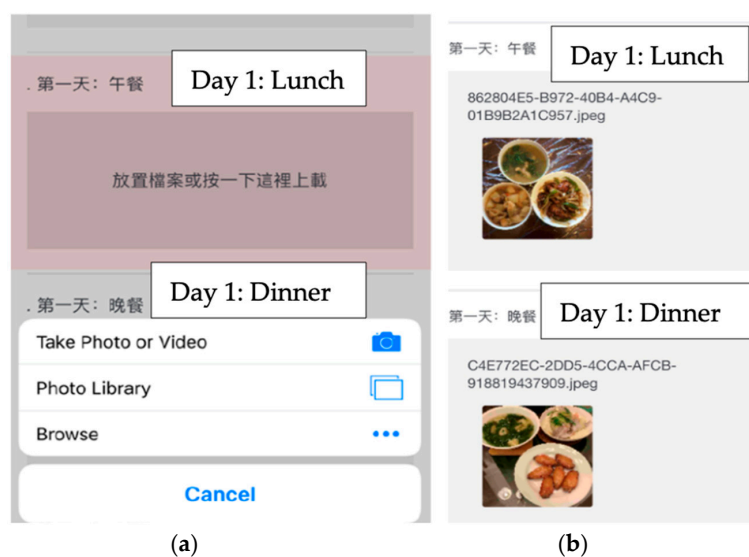 . 第一天：午餐
Day 1: Lunch
放置檔案或按一下這裡上載
. 第一天：晚餐
Day 1: Dinner
Take Photo or Video
Photo Library
Browse
Cancel
(a)
第一天：午餐
Day 1: Lunch
862804E5-B972-40B4-A4C9-
01B9B2A1C957.jpeg
第一天：晚餐
Day 1: Dinner
C4E772EC-2DD5-4CCA-AFCB-
918819437909.jpeg
(b)